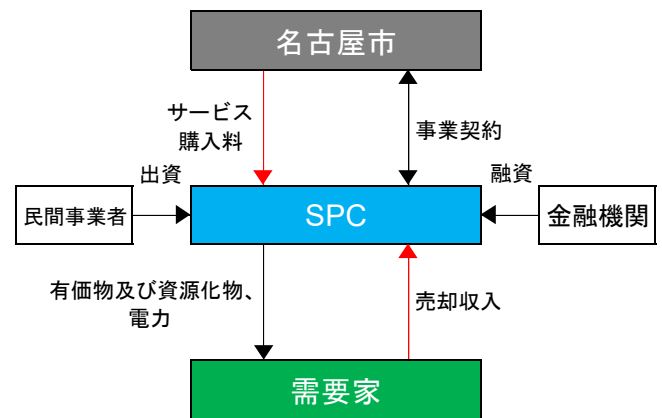 名古屋市
サービス
購入料
事業契約
出資
融資
民間事業者
SPC
金融機関
有価物及び資源化物、
電力
売却収入
需要家